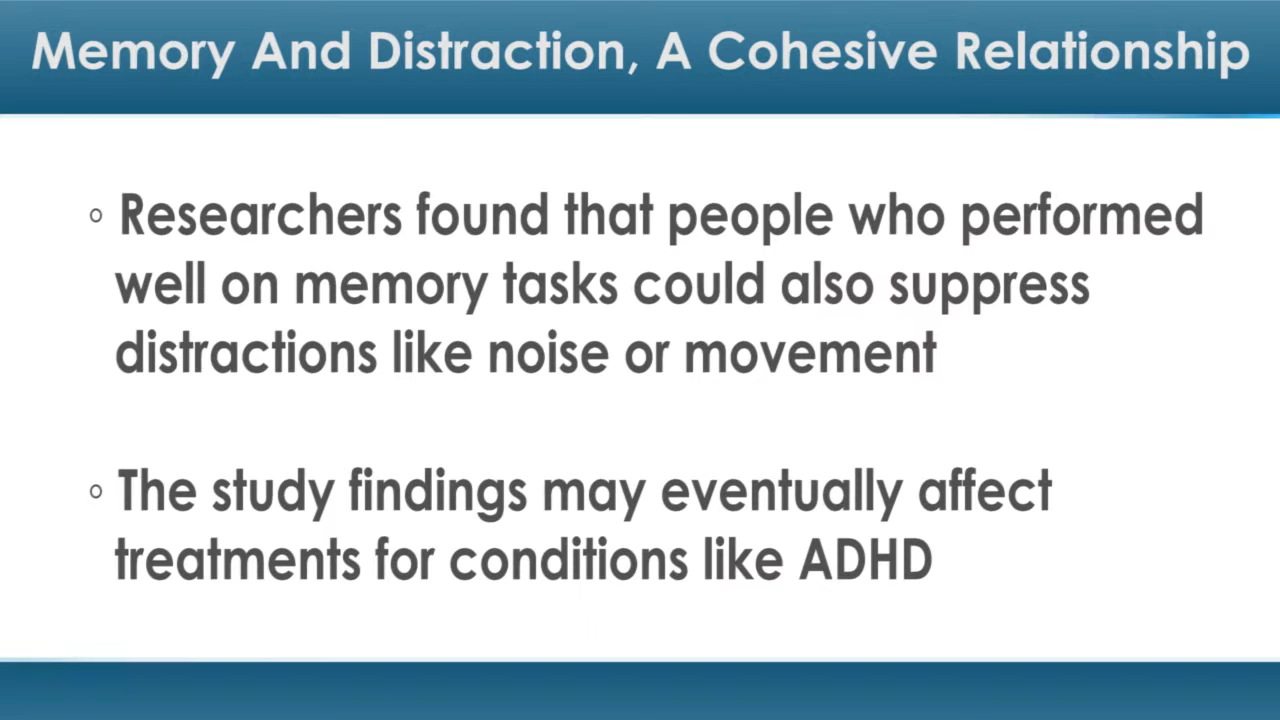 Memory And Distraction, A Cohesive Relationship
◦ Researchers found that people who performed
well on memory tasks could also suppress
distractions like noise or movement
◦ The study findings may eventually affect
treatments for conditions like ADHD